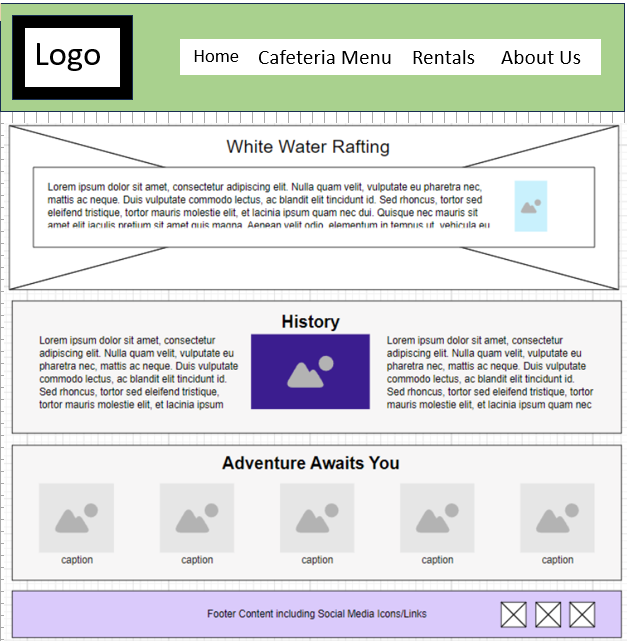 Logo
Home Cafeteria Menu Rentals About Us
White Water Rafting
Lorem ipsum dolor sit amet, consectetur adipiscing elit. Nulla quam velit, vulputate eu pharetra nec,
mattis ac neque. Duis vulputate commodo lectus, ac blandit elit tincidunt id. Sed rhoncus, tortor sed
eleifend tristique, tortor mauris molestie elit, et lacinia ipsum quam nec dui. Quisque nec mauris sit
amet elit iaculis pretium sit amet quis magna. Aenean velit odio, elementum in tempus ut, vehicula eu
History
Lorem ipsum dolor sit amet, consectetur
adipiscing elit. Nulla quam velit, vulputate eu
pharetra nec, mattis ac neque. Duis vulputate
commodo lectus, ac blandit elit tincidunt id.
Sed rhoncus, tortor sed eleifend tristique,
tortor mauris molestie elit, et lacinia ipsum
Lorem ipsum dolor sit amet, consectetur
adipiscing elit. Nulla quam velit, vulputate eu
pharetra nec, mattis ac neque. Duis vulputate
commodo lectus, ac blandit elit tincidunt id.
Sed rhoncus, tortor sed eleifend tristique, tortor
mauris molestie elit, et lacinia ipsum quam nec
Adventure Awaits You
caption caption caption caption caption
Footer Content including Social Media Icons/Links